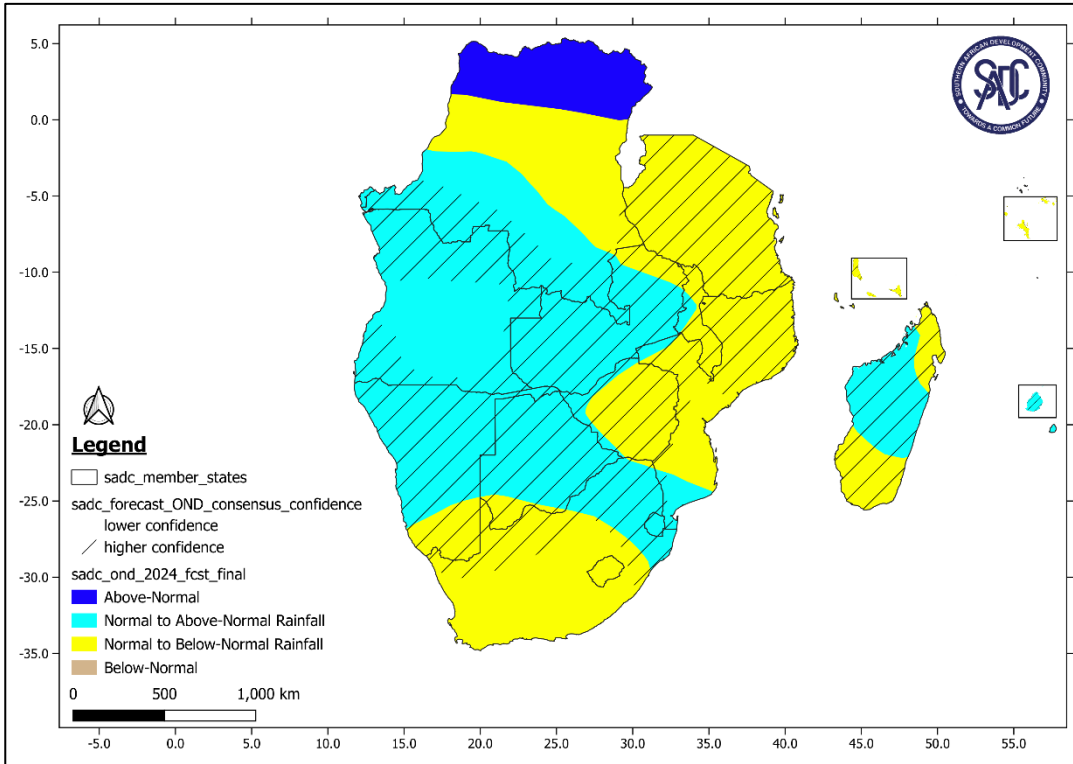 5.0
0.0
-5.0
-10.0
-15.0
-20.0
-25.0
-30.0
-35.0
SOUTHERN AFRICAN DEVELOPMENT COMMUNITY
SADC
TOWARDS A COMMON FUTURE
Legend
sadc_member_states
sadc_forecast_OND_consensus_confidence
lower confidence
higher confidence
sadc_ond_2024_fcst_final
Above-Normal
Normal to Above-Normal Rainfall
Normal to Below-Normal Rainfall
Below-Normal
0 500 1,000 km
-5.0 0.0 5.0 10.0 15.0 20.0 25.0 30.0 35.0 40.0 45.0 50.0 55.0